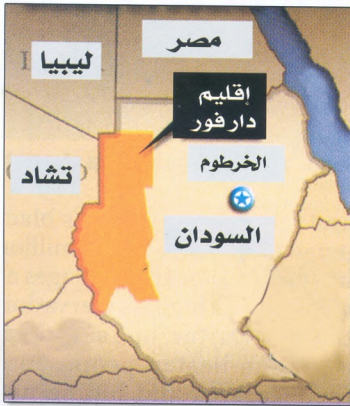 مصر
ليبيا
إقليم
دارفور
الخرطوم
تشاد
السودان